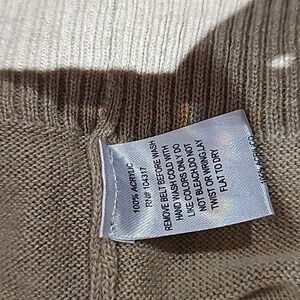 100% ACRYLIC
RN# 104317
REMOVE BELT BEFORE WASH
HAND WASH COLD WITH
LIKE COLORS ONLY DO
NOT BLEACH DO NOT
TWIST OR WRING. LAY
FLAT TO DRY